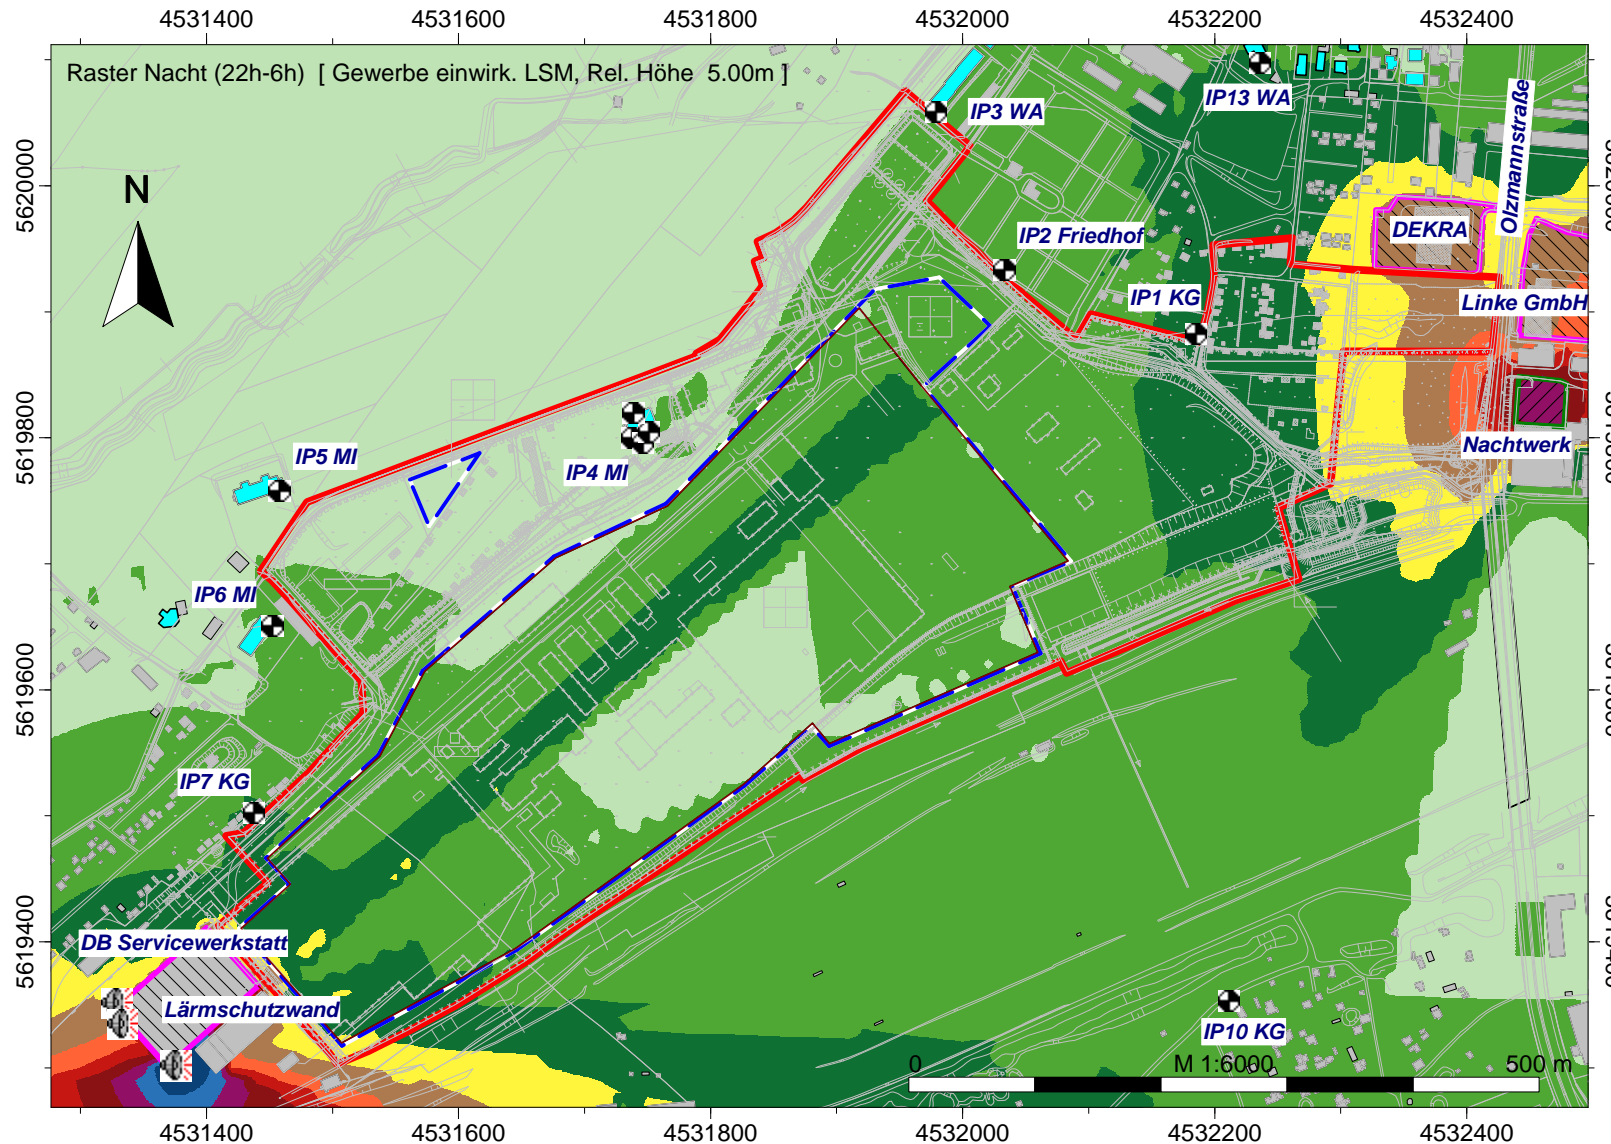 4531400 4531600 4531800 4532000 4532200 4532400
Raster Nacht (22h-6h) [ Gewerbe einwirk. LSM, Rel. Höhe 5.00m ]
N
IP3 WA
IP13 WA
Olzmannstraße
DEKRA
IP2 Friedhof
IP1 KG
Linke GmbH
Nachtwerk
IP5 MI
IP4 MI
IP6 MI
IP7 KG
DB Servicewerkstatt
Lärmschutzwand
IP10 KG
0 M 1:6000 500 m
5620000
5619800
5619600
5619400
4531400 4531600 4531800 4532000 4532200 4532400